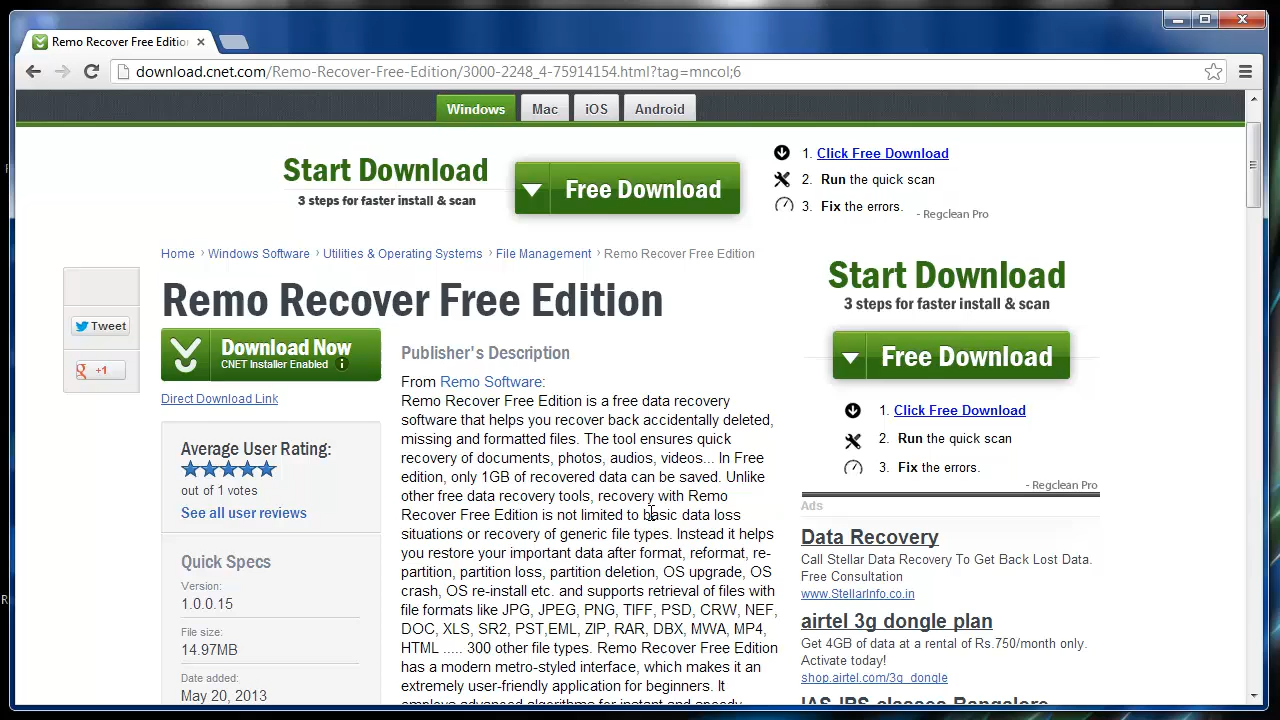 Remo Recover Free Editio
download.cnet.com/Remo-Recover-Free-Edition/3000-2248_4-75914154.html?tag=mncol;6
Windows
Mac
iOS
Android
Start Download
3 steps for faster install & scan
Free Download
1. Click Free Download
2. Run the quick scan
3. Fix the errors.
- Regclean Pro
Home › Windows Software › Utilities & Operating Systems › File Management › Remo Recover Free Edition
Tweet
+1
Remo Recover Free Edition
Download Now
CNET Installer Enabled
Direct Download Link
Average User Rating:
out of 1 votes
See all user reviews
Quick Specs
Version:
1.0.0.15
File size:
14.97MB
Date added:
May 20, 2013
Publisher's Description
From Remo Software:
Remo Recover Free Edition is a free data recovery
software that helps you recover back accidentally deleted,
missing and formatted files. The tool ensures quick
recovery of documents, photos, audios, videos... In Free
edition, only 1GB of recovered data can be saved. Unlike
other free data recovery tools, recovery with Remo
Recover Free Edition is not limited to basic data loss
situations or recovery of generic file types. Instead it helps
you restore your important data after format, reformat, re-
partition, partition loss, partition deletion, OS upgrade, OS
crash, OS re-install etc. and supports retrieval of files with
file formats like JPG, JPEG, PNG, TIFF, PSD, CRW, NEF,
DOC, XLS, SR2, PST,EML, ZIP, RAR, DBX, MWA, MP4,
HTML ..... 300 other file types. Remo Recover Free Edition
has a modern metro-styled interface, which makes it an
extremely user-friendly application for beginners. It
employs advanced algorithms for instant and speedy
Start Download
3 steps for faster install & scan
Free Download
1. Click Free Download
2. Run the quick scan
3. Fix the errors.
- Regclean Pro
Ads
Data Recovery
Call Stellar Data Recovery To Get Back Lost Data.
Free Consultation
www.StellarInfo.co.in
airtel 3g dongle plan
Get 4GB of data at a rental of Rs.750/month only.
Activate today!
shop.airtel.com/3g_dongle
IAS IPS classes Bangalore